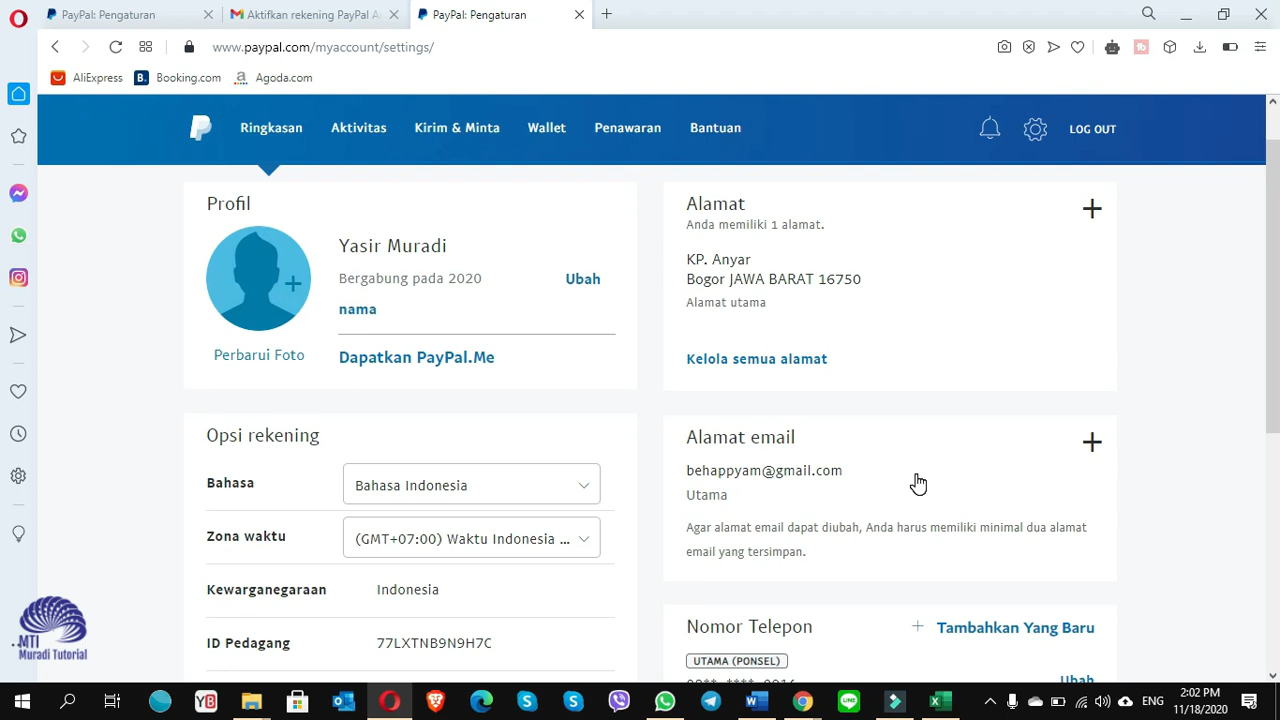 PayPal: Pengaturan
Aktifkan rekening PayPal A
PayPal: Pengaturan
www.paypal.com/myaccount/settings/
AliExpress
Booking.com
Agoda.com
Ringkasan
Aktivitas
Kirim & Minta
Wallet
Penawaran
Bantuan
LOG OUT
Profil
Yasir Muradi
Bergabung pada 2020
Ubah
nama
Perbarui Foto
Dapatkan PayPal.Me
Alamat
Anda memiliki 1 alamat.
KP. Anyar
Bogor JAWA BARAT 16750
Alamat utama
Kelola semua alamat
Opsi rekening
Bahasa
Bahasa Indonesia
Zona waktu
(GMT+07:00) Waktu Indonesia ...
Kewarganegaraan
Indonesia
ID Pedagang
77LXTNB9N9H7C
Alamat email
behappyam@gmail.com
Utama
Agar alamat email dapat diubah, Anda harus memiliki minimal dua alamat
email yang tersimpan.
Nomor Telepon
Tambahkan Yang Baru
UTAMA (PONSEL)
Ubah
MTI
Muradi Tutorial
ENG
2:02 PM
11/18/2020